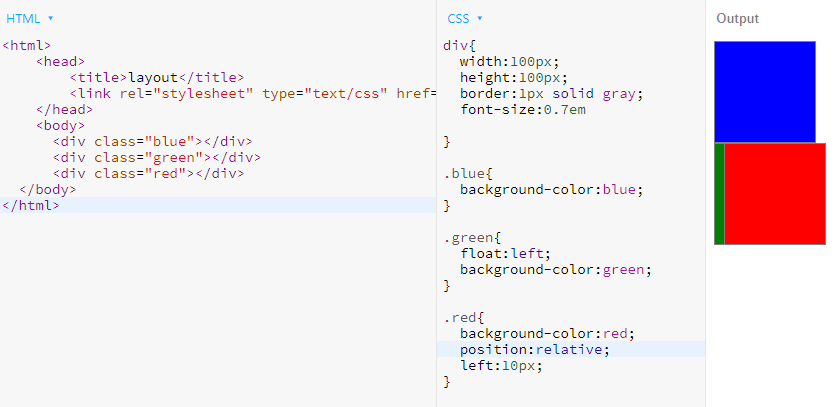 HTML ▾
<html>
<head>
<title>layout</title>
<link rel="stylesheet" type="text/css" href=
</head>
<body>
<div class="blue"></div>
<div class="green"></div>
<div class="red"></div>
</body>
</html>
CSS ▾
div{
width:100px;
height:100px;
border:1px solid gray;
font-size:0.7em
}
.blue{
background-color:blue;
}
.green{
float:left;
background-color:green;
}
.red{
background-color:red;
position:relative;
left:10px;
}
Output